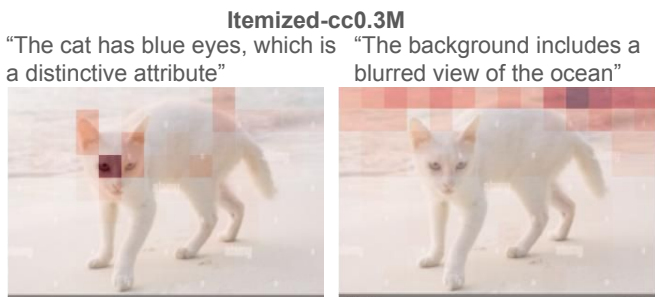 Itemized-cc0.3M
“The cat has blue eyes, which is
a distinctive attribute”
“The background includes a
blurred view of the ocean”